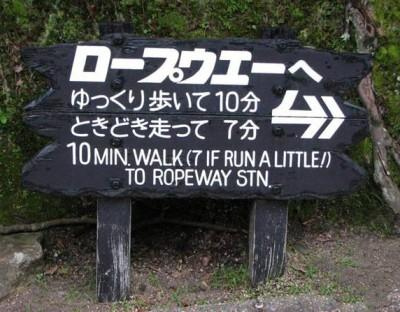 ロープウエーへ
ゆっくり歩いて10分
ときどき走って 7分
10 MIN. WALK (7 IF RUN A LITTLE!)
TO ROPEWAY STN.